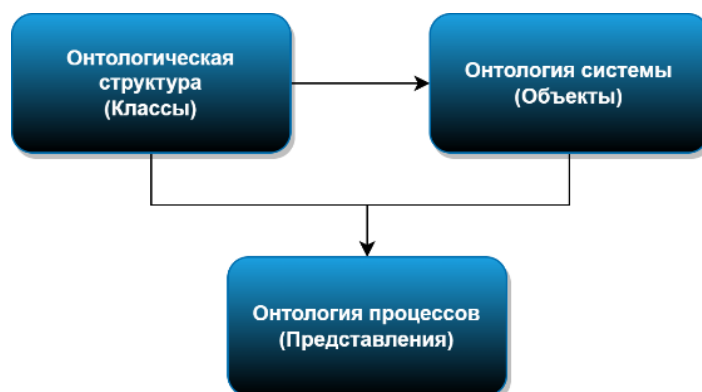 Онтологическая
структура
(Классы)
Онтология системы
(Объекты)
Онтология процессов
(Представления)